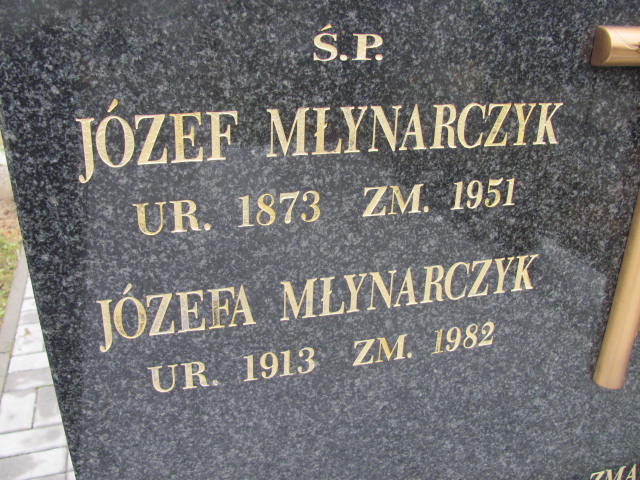 Ś.P.
JÓZEF MŁYNARCZYK
UR. 1873 ZM. 1951
JÓZEFA MŁYNARCZYK
UR. 1913 ZM. 1982